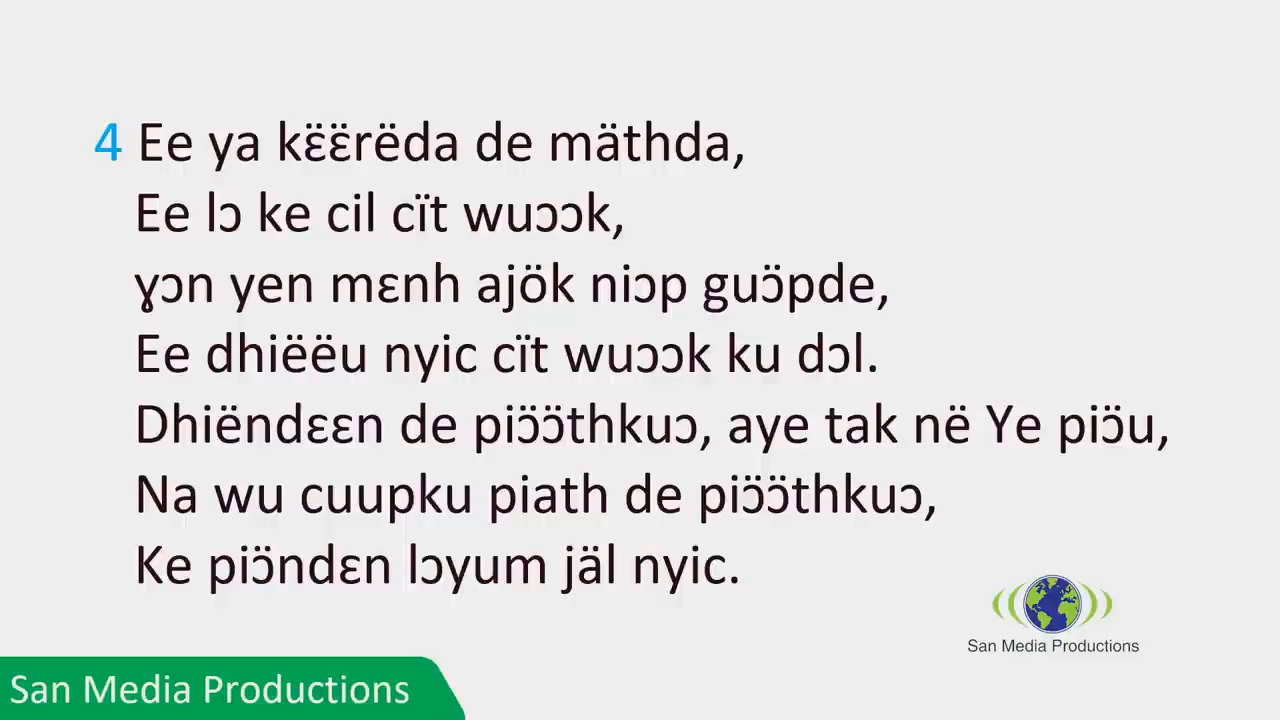 4 Ee ya kɛ̈ɛ̈rëda de mäthda,
Ee lɔ ke cil cït wuɔɔk,
ɣɔn yen mɛnh ajök niɔp guɔ̈pde,
Ee dhiëëu nyic cït wuɔɔk ku dɔl.
Dhiëndɛɛn de piɔ̈ɔ̈thkuɔ, aye tak në Ye piɔ̈u,
Na wu cuupku piath de piɔ̈ɔ̈thkuɔ,
Ke piɔ̈ndɛn lɔyum jäl nyic.
San Media Productions
San Media Productions